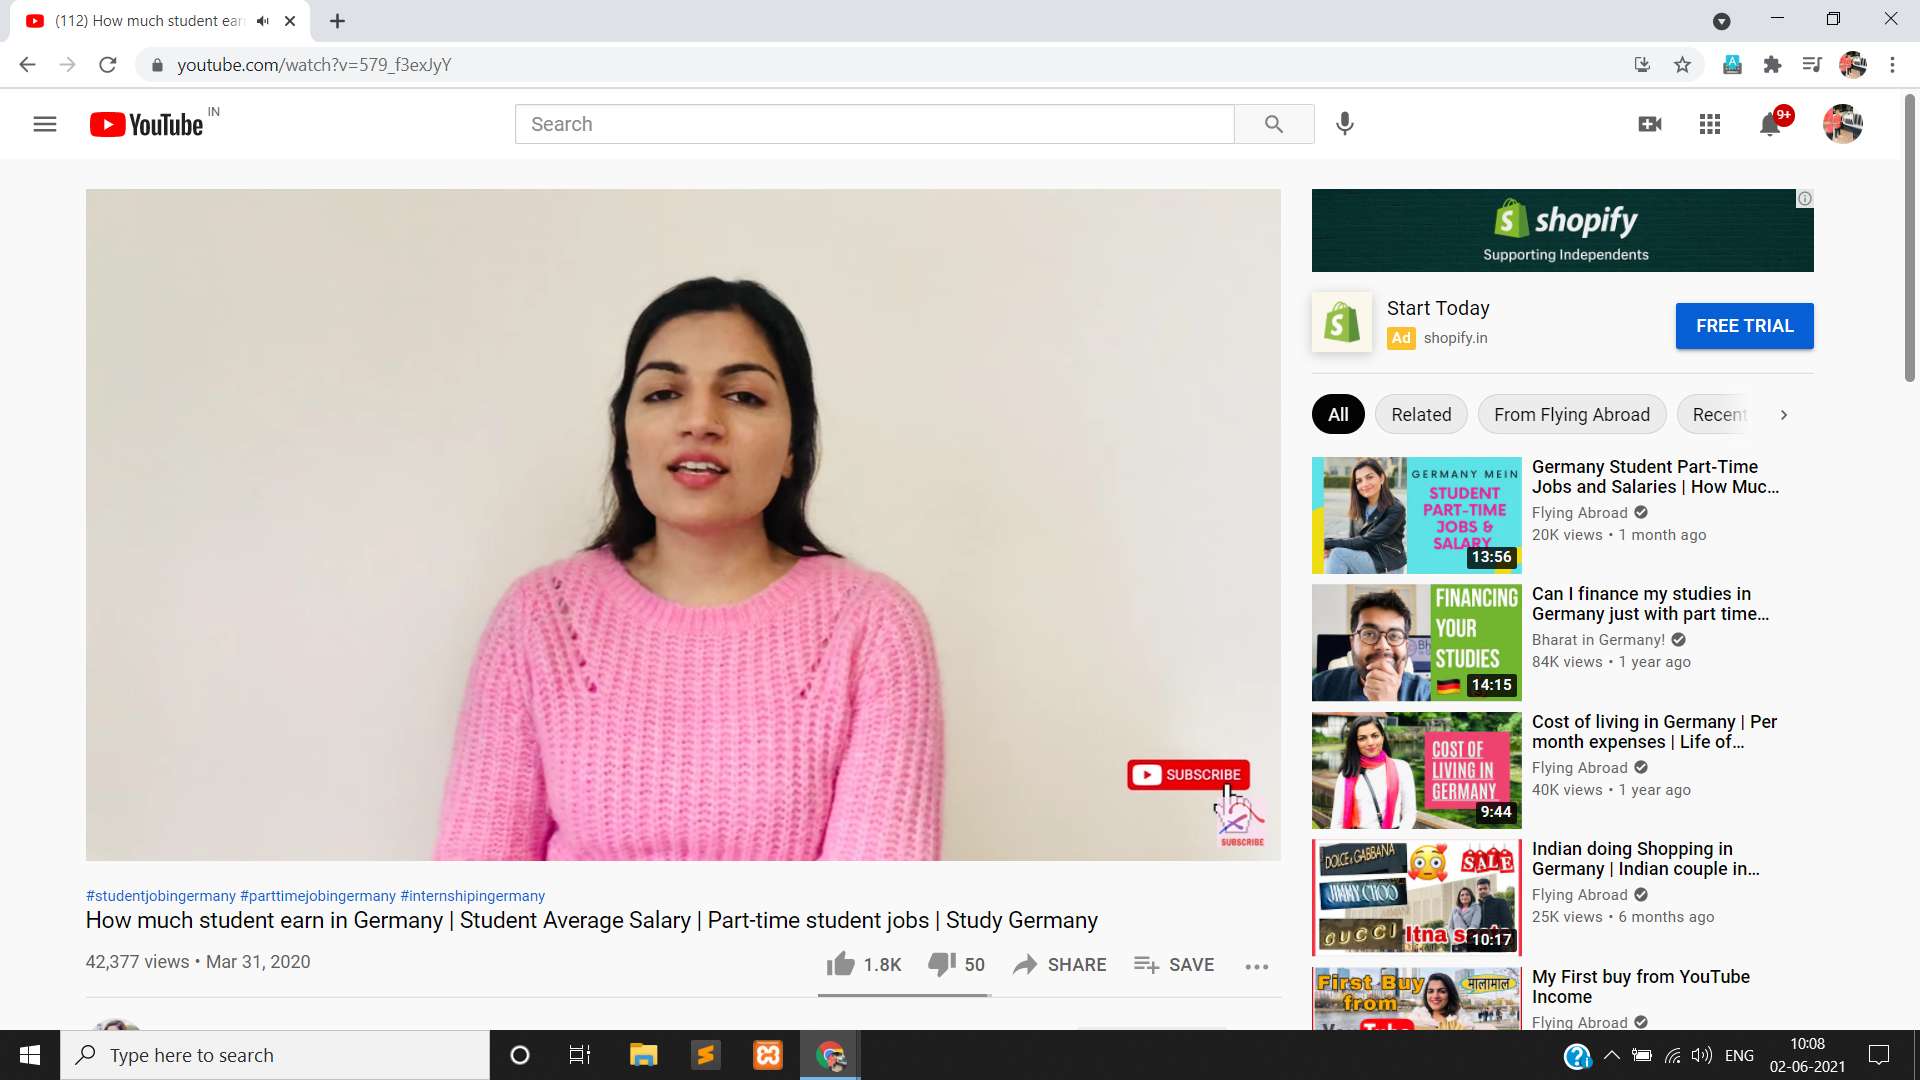 (112) How much student earn
youtube.com/watch?v=579_f3exJyY
YouTube IN
Search
9+
SUBSCRIBE
SUBSCRIBE
#studentjobingermany #parttimejobingermany #internshipingermany
How much student earn in Germany | Student Average Salary | Part-time student jobs | Study Germany
42,377 views • Mar 31, 2020
1.8K
50
SHARE
SAVE
shopify
Supporting Independents
Start Today
Ad shopify.in
FREE TRIAL
All
Related
From Flying Abroad
Recent
GERMANY MEIN
STUDENT
PART-TIME
JOBS &
SALARY
13:56
Germany Student Part-Time
Jobs and Salaries | How Muc...
Flying Abroad
20K views • 1 month ago
FINANCING
YOUR
STUDIES
14:15
Can I finance my studies in
Germany just with part time...
Bharat in Germany!
84K views • 1 year ago
COST OF
LIVING IN
GERMANY
9:44
Cost of living in Germany | Per
month expenses | Life of...
Flying Abroad
40K views • 1 year ago
DOLCE & GABBANA
SALE
JIMMY CHOO
GUCCI
Itna
10:17
Indian doing Shopping in
Germany | Indian couple in...
Flying Abroad
25K views • 6 months ago
First Buy
from
मालामाल
My First buy from YouTube
Income
Flying Abroad
Type here to search
ENG
10:08
02-06-2021